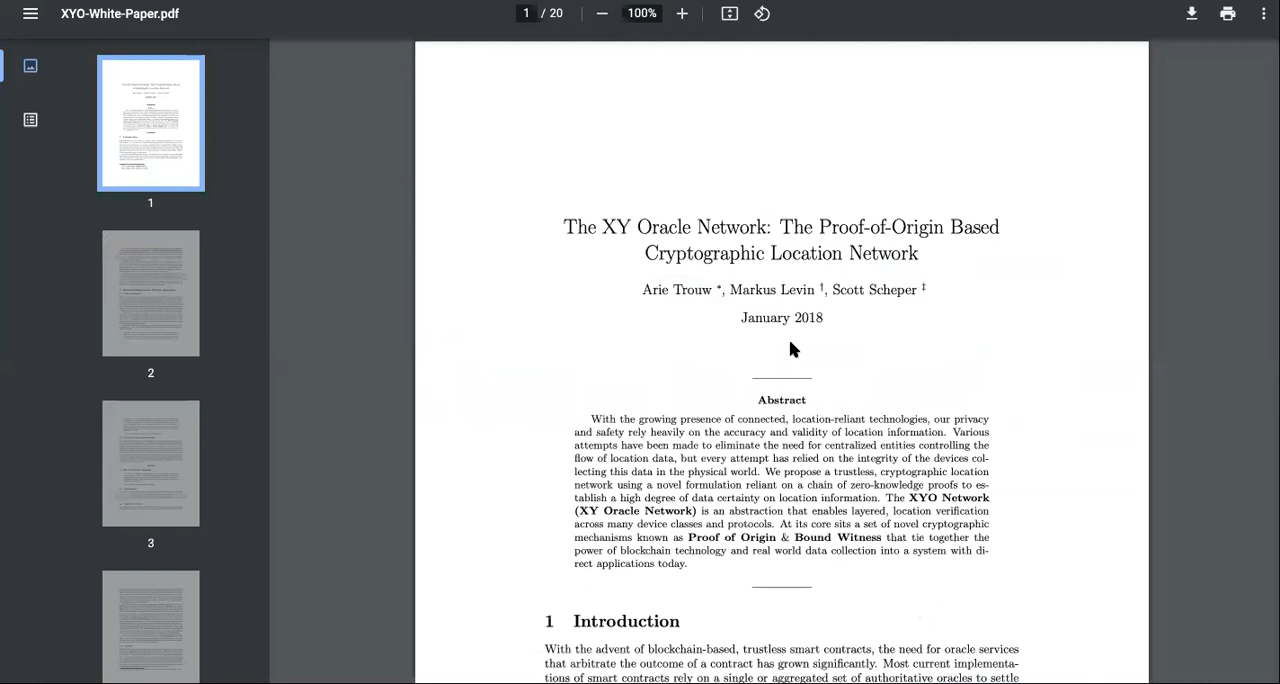 XYO-White-Paper.pdf
1 / 20
100%
1
2
3
The XY Oracle Network: The Proof-of-Origin Based
Cryptographic Location Network
Arie Trouw *, Markus Levin †, Scott Scheper ‡
January 2018
Abstract
With the growing presence of connected, location-reliant technologies, our privacy
and safety rely heavily on the accuracy and validity of location information. Various
attempts have been made to eliminate the need for centralized entities controlling the
flow of location data, but every attempt has relied on the integrity of the devices col-
lecting this data in the physical world. We propose a trustless, cryptographic location
network using a novel formulation reliant on a chain of zero-knowledge proofs to es-
tablish a high degree of data certainty on location information. The XYO Network
(XY Oracle Network) is an abstraction that enables layered, location verification
across many device classes and protocols. At its core sits a set of novel cryptographic
mechanisms known as Proof of Origin & Bound Witness that tie together the
power of blockchain technology and real world data collection into a system with di-
rect applications today.
1 Introduction
With the advent of blockchain-based, trustless smart contracts, the need for oracle services
that arbitrate the outcome of a contract has grown significantly. Most current implementa-
tions of smart contracts rely on a single or aggregated set of authoritative oracles to settle